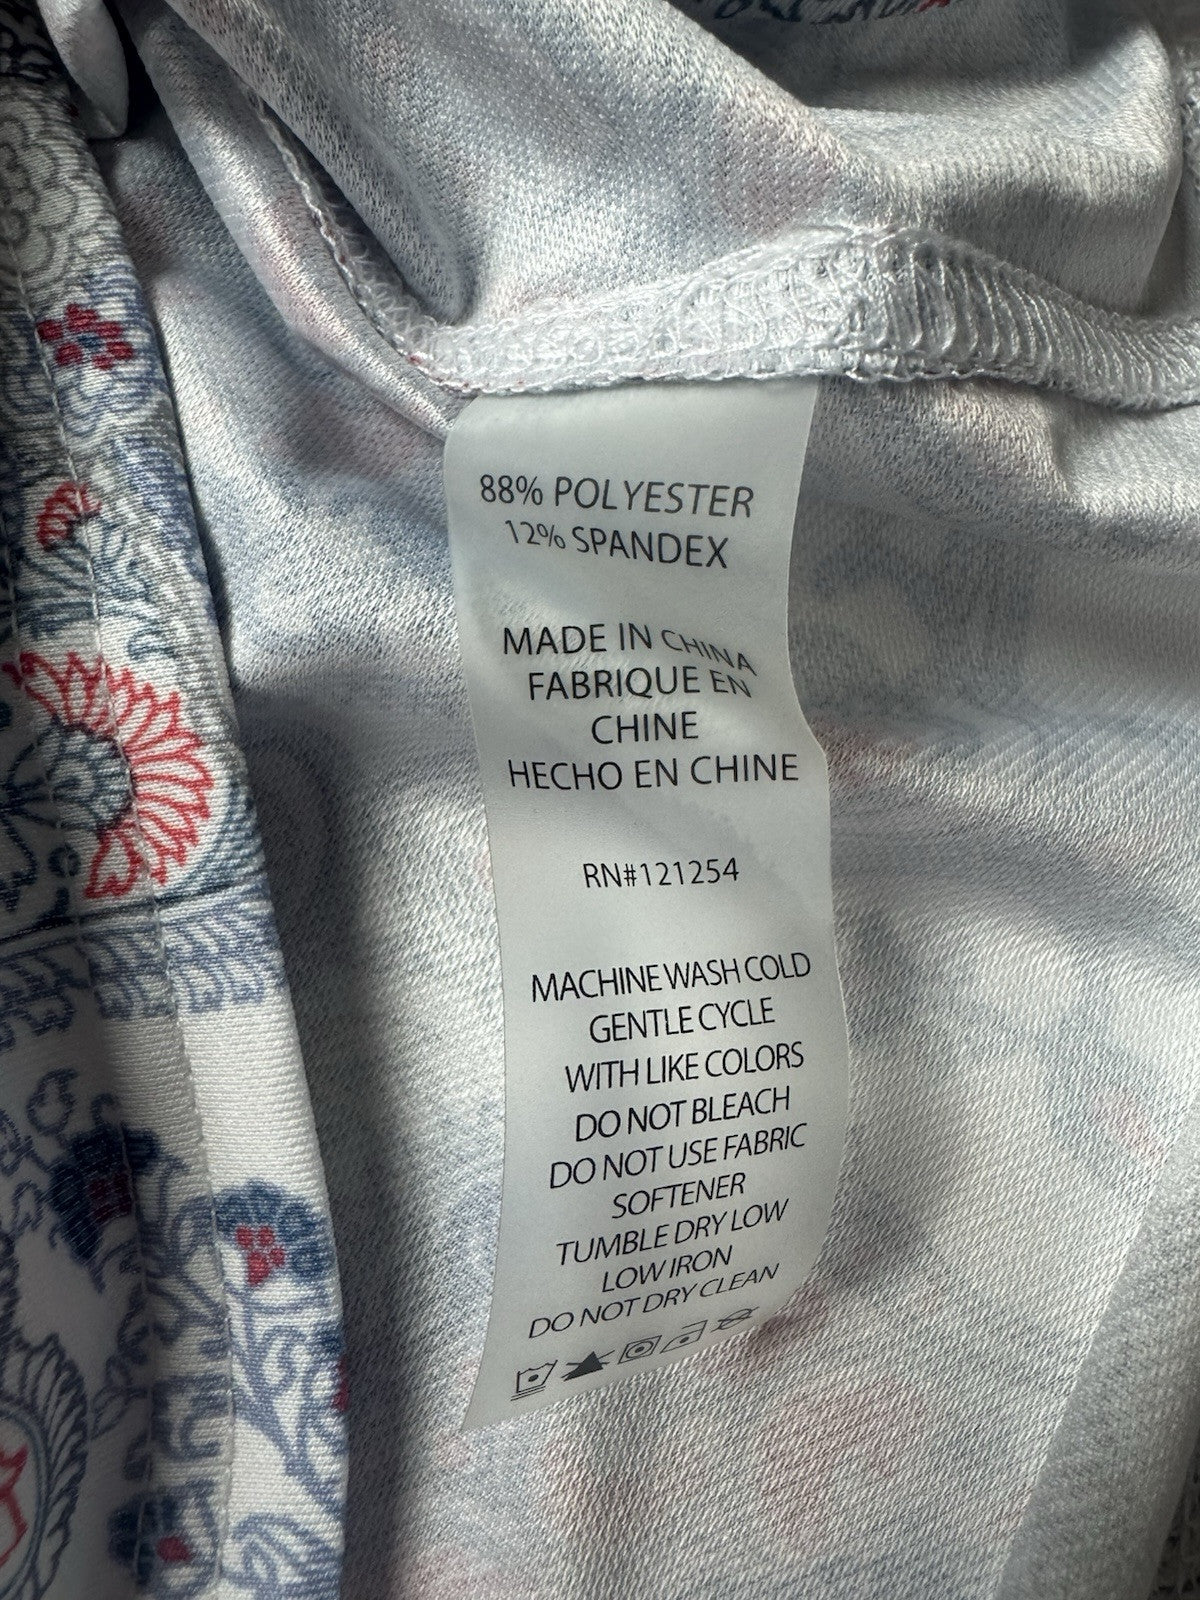 88% POLYESTER
12% SPANDEX
MADE IN CHINA
FABRIQUE EN
CHINE
HECHO EN CHINE
RN#121254
MACHINE WASH COLD
GENTLE CYCLE
WITH LIKE COLORS
DO NOT BLEACH
DO NOT USE FABRIC
SOFTENER
TUMBLE DRY LOW
LOW IRON
DO NOT DRY CLEAN